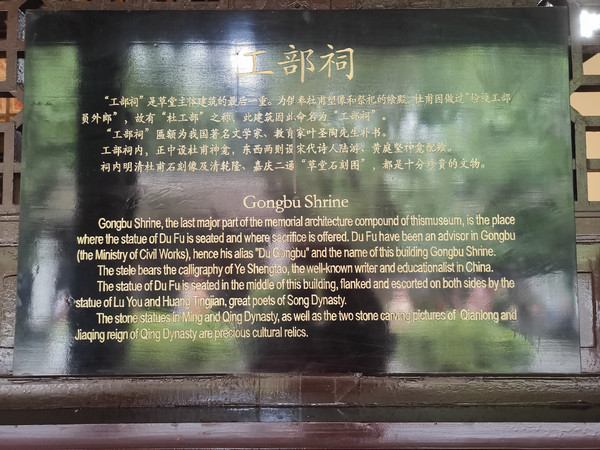 工部祠
“工部祠”是草堂主体建筑的最后一重。为供奉杜甫塑像和祭祀的飨殿。杜甫因做过“检校工部
员外郎”，故有“杜工部”之称，此建筑因此命名为“工部祠”。
“工部祠”匾额为我国著名文学家、教育家叶圣陶先生补书。
工部祠内，正中设杜甫神龛，东西两则设宋代诗人陆游、黄庭坚神龛配飨。
祠内明清杜甫石刻像及清乾隆、嘉庆二通“草堂石刻图”，都是十分珍贵的文物。
Gongbu Shrine
Gongbu Shrine, the last major part of the memorial architecture compound of thismuseum, is the place
where the statue of Du Fu is seated and where sacrifice is offered. Du Fu have been an advisor in Gongbu
(the Ministry of Civil Works), hence his alias "Du Gongbu" and the name of this building Gongbu Shrine.
The stele bears the calligraphy of Ye Shengtao, the well-known writer and educationalist in China.
The statue of Du Fu is seated in the middle of this building, flanked and escorted on both sides by the
statue of Lu You and Huang Tingjian, great poets of Song Dynasty.
The stone statues in Ming and Qing Dynasty, as well as the two stone carving pictures of Qianlong and
Jiaqing reign of Qing Dynasty are precious cultural relics.